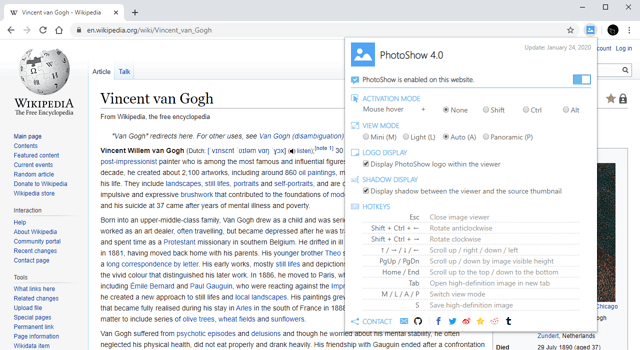 Vincent van Gogh - Wikipedia
en.wikipedia.org/wiki/Vincent_van_Gogh
WIKIPEDIA
The Free Encyclopedia
Main page
Contents
Featured content
Current events
Random article
Donate to Wikipedia
Wikipedia store
Interaction
Help
About Wikipedia
Community portal
Recent changes
Contact page
Tools
What links here
Related changes
Upload file
Special pages
Permanent link
Page information
Wikidata item
Article Talk
Vincent van Gogh
From Wikipedia, the free encyclopedia
"Van Gogh" redirects here. For other uses, see Van Gogh (disambiguation)
Vincent Willem van Gogh (Dutch:
(listen); [note 1] 30
post-impressionist painter who is among the most famous and influential figures
decade, he created about 2,100 artworks, including around 860 oil paintings, m
his life. They include landscapes, still lifes, portraits and self-portraits, and are c
impulsive and expressive brushwork that contributed to the foundations of mode
and his suicide at 37 came after years of mental illness and poverty.
Born into an upper-middle-class family, Van Gogh drew as a child and was seri
worked as an art dealer, often travelling, but became depressed after he was tra
and spent time as a Protestant missionary in southern Belgium. He drifted in ill
in 1881, having moved back home with his parents. His younger brother Theo s
a long correspondence by letter. His early works, mostly still lifes and depictions
the vivid colour that distinguished his later work. In 1886, he moved to Paris, wh
including Émile Bernard and Paul Gauguin, who were reacting against the Impr
he created a new approach to still lifes and local landscapes. His paintings grew
that became fully realised during his stay in Arles in the south of France in 1888
matter to include series of olive trees, wheat fields and sunflowers.
Van Gogh suffered from psychotic episodes and delusions and though he worried about his mental stability, he often
neglected his physical health, did not eat properly and drank heavily. His friendship with Gauguin ended after a confrontation
PhotoShow 4.0
Update: January 24, 2020
PhotoShow is enabled on this website.
ACTIVATION MODE
Mouse hover + None Shift Ctrl Alt
VIEW MODE
Mini (M) Light (L) Auto (A) Panoramic (P)
LOGO DISPLAY
Display PhotoShow logo within the viewer
SHADOW DISPLAY
Display shadow between the viewer and the source thumbnail
HOTKEYS
Esc Close image viewer
Shift + Ctrl + ← Rotate anticlockwise
Shift + Ctrl + → Rotate clockwise
↑ / → / ↓ / ← Scroll up / right / down / left
PgUp / PgDn Scroll up / down by image visible height
Home / End Scroll up to the top / down to the bottom
Tab Open high-definition image in new tab
M / L / A / P Switch view mode
S Save high-definition image
CONTACT
Log in
Chicago
Zundert, Netherlands
Died 29 July 1890 (aged 37)